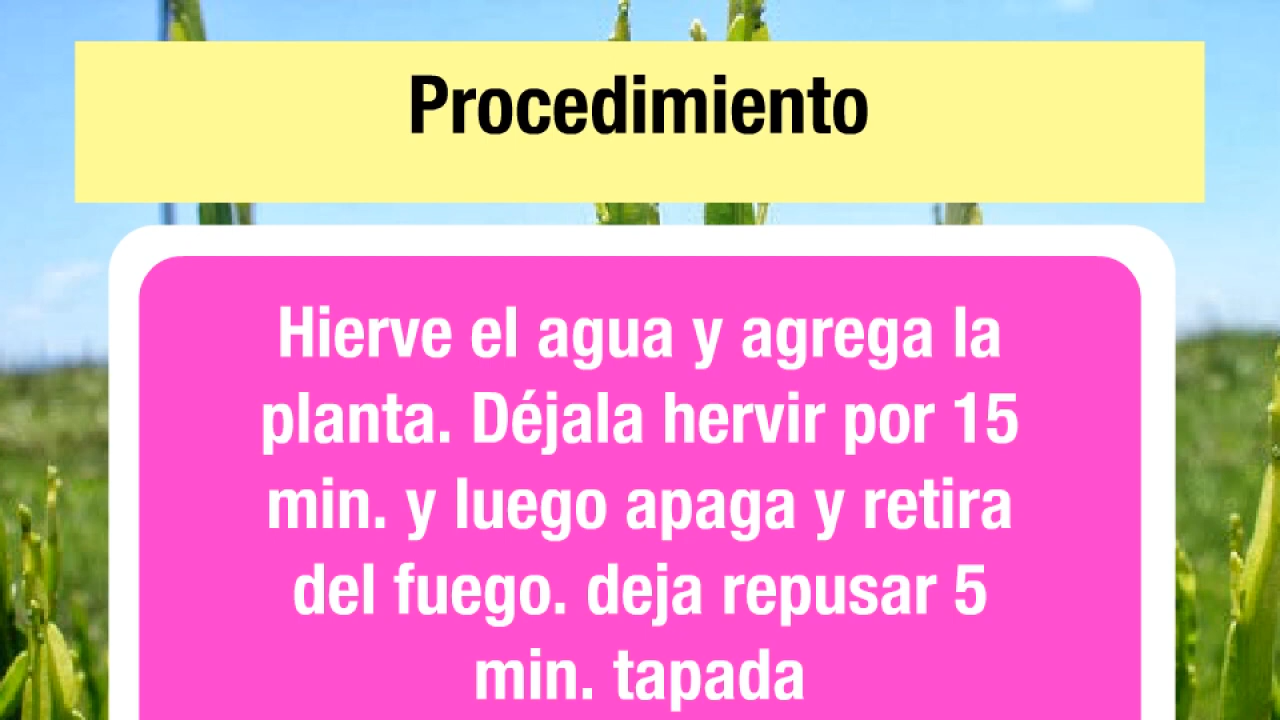 Procedimiento
Hierve el agua y agrega la
planta. Déjala hervir por 15
min. y luego apaga y retira
del fuego. deja repusar 5
min. tapada